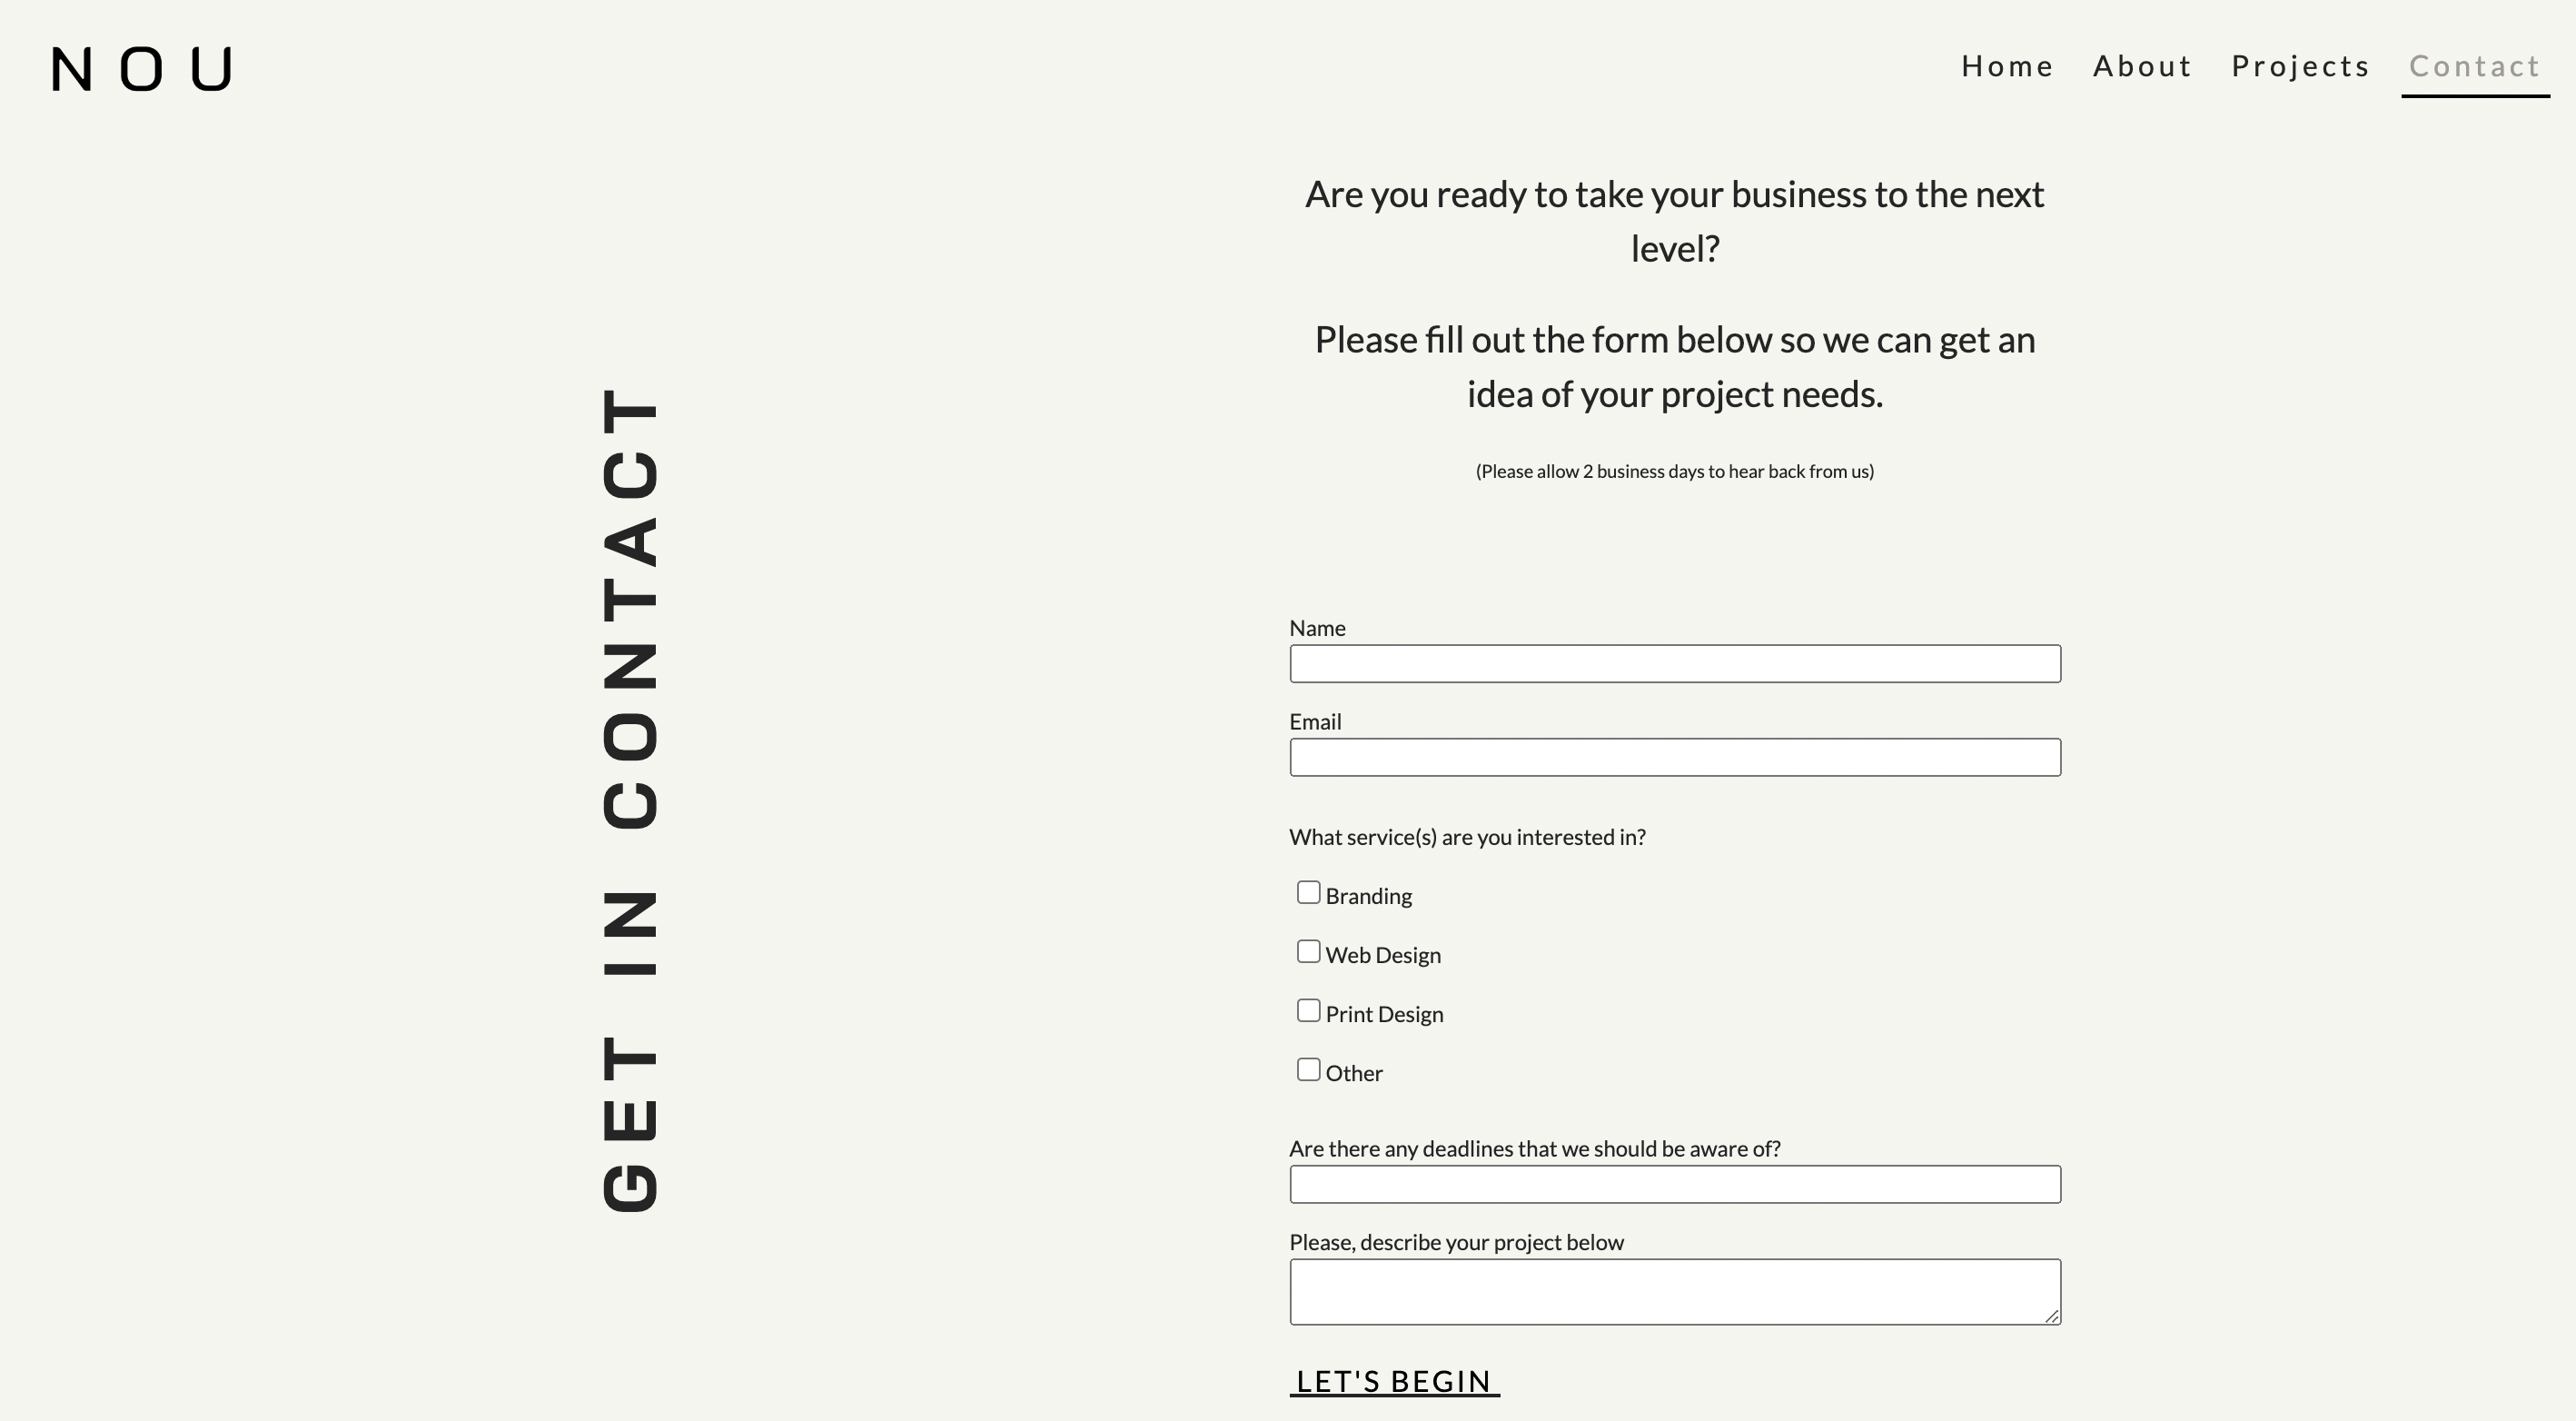 NOU
Home About Projects Contact
GET IN CONTACT
Are you ready to take your business to the next
level?
Please fill out the form below so we can get an
idea of your project needs.
(Please allow 2 business days to hear back from us)
Name
Email
What service(s) are you interested in?
Branding
Web Design
Print Design
Other
Are there any deadlines that we should be aware of?
Please, describe your project below
LET'S BEGIN